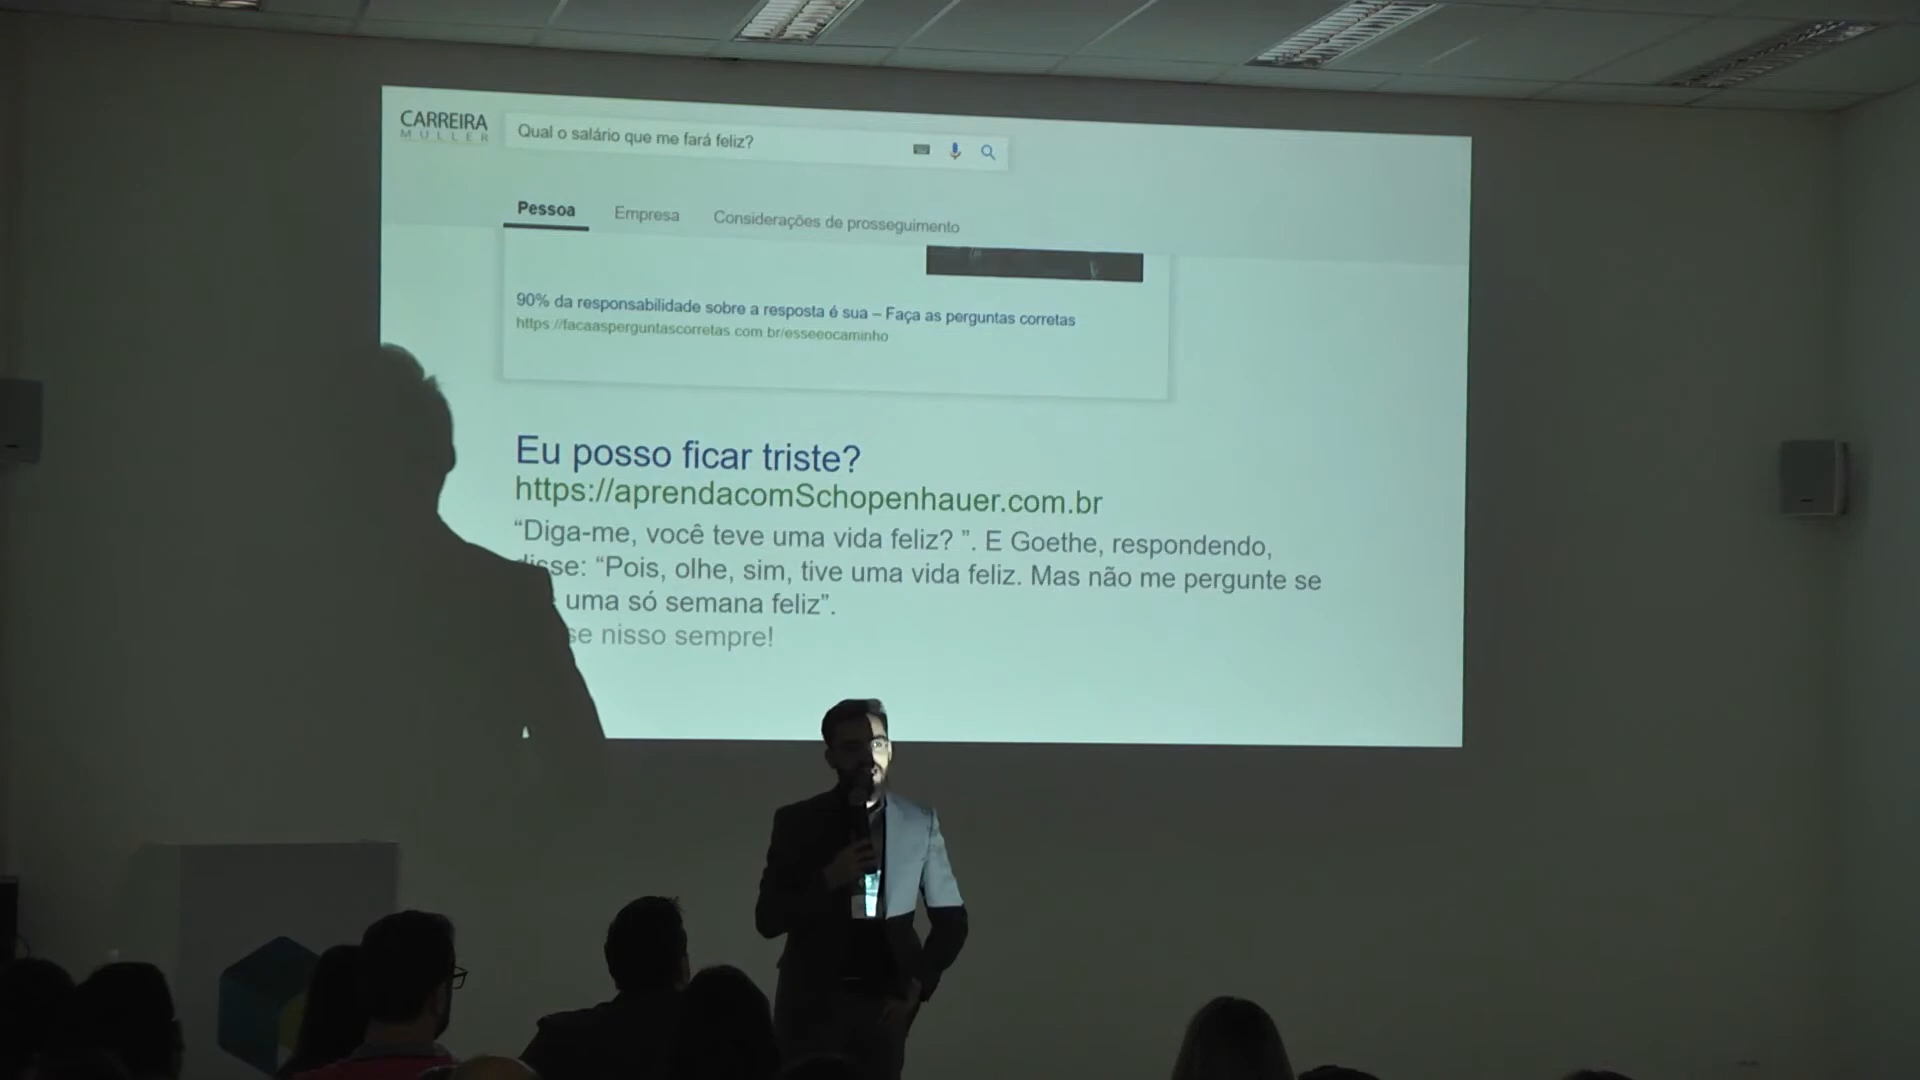 CARREIRA
MULLER
Qual o salário que me fará feliz?
Pessoa Empresa Considerações de prosseguimento
90% da responsabilidade sobre a resposta é sua – Faça as perguntas corretas
https://facaasperguntascorretas.com.br/esseeocaminho
Eu posso ficar triste?
https://aprendacomSchopenhauer.com.br
“Diga-me, você teve uma vida feliz? ”. E Goethe, respondendo,
disse: “Pois, olhe, sim, tive uma vida feliz. Mas não me pergunte se
uma só semana feliz”.
se nisso sempre!